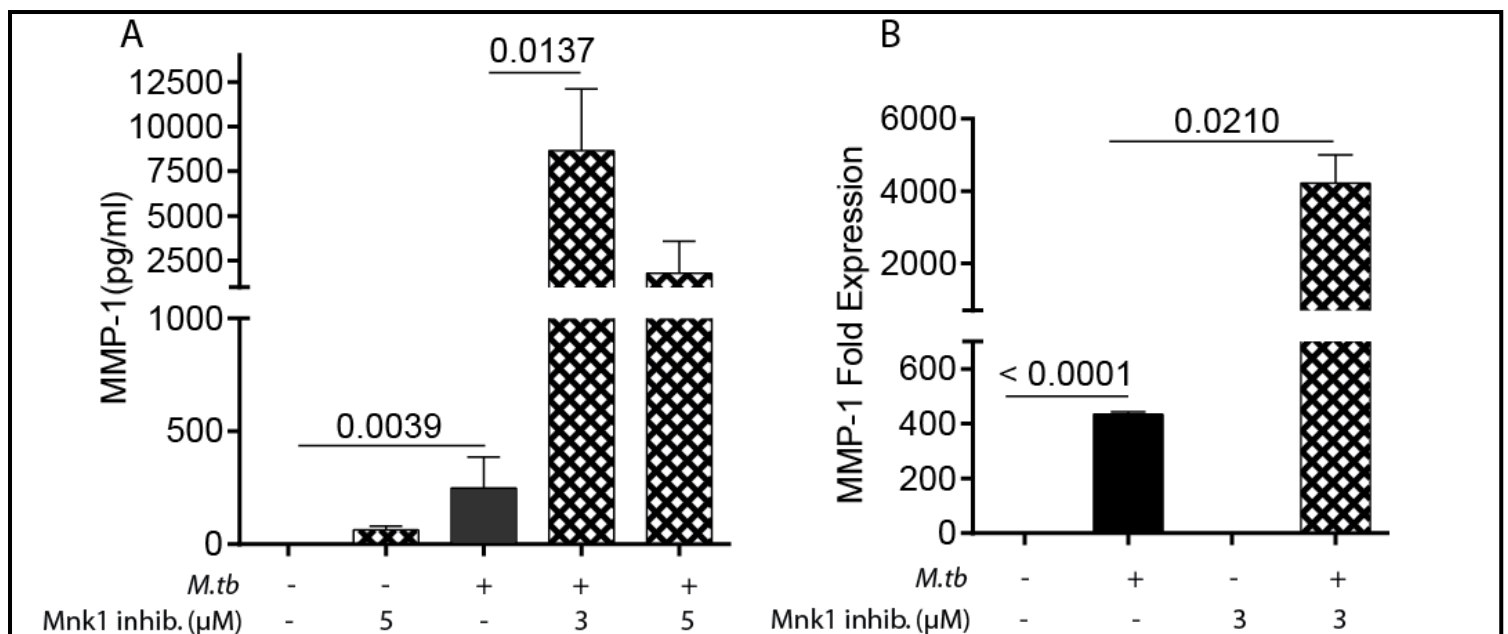 A
MMP-1(pg/ml)
12500
10000
7500
5000
2500
1000
500
0
0.0137
0.0039
M.tb - - + + +
Mnk1 inhib. (µM) - 5 - 3 5
B
MMP-1 Fold Expression
6000
4000
2000
600
400
200
0
0.0210
< 0.0001
M.tb - + - +
Mnk1 inhib. (µM) - - 3 3